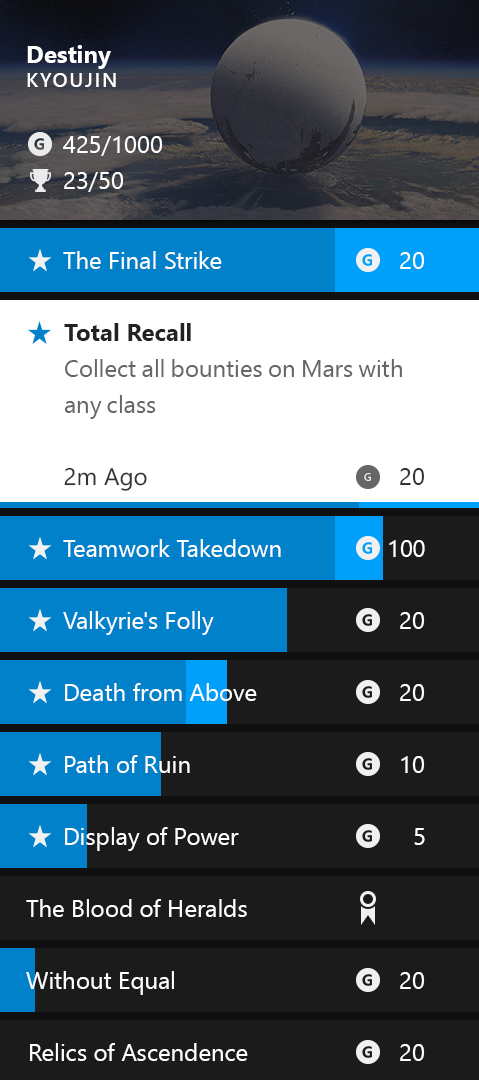 Destiny
KYOUJIN
G 425/1000
23/50
The Final Strike G 20
Total Recall
Collect all bounties on Mars with
any class
2m Ago G 20
Teamwork Takedown G 100
Valkyrie's Folly G 20
Death from Above G 20
Path of Ruin G 10
Display of Power G 5
The Blood of Heralds
Without Equal G 20
Relics of Ascendence G 20